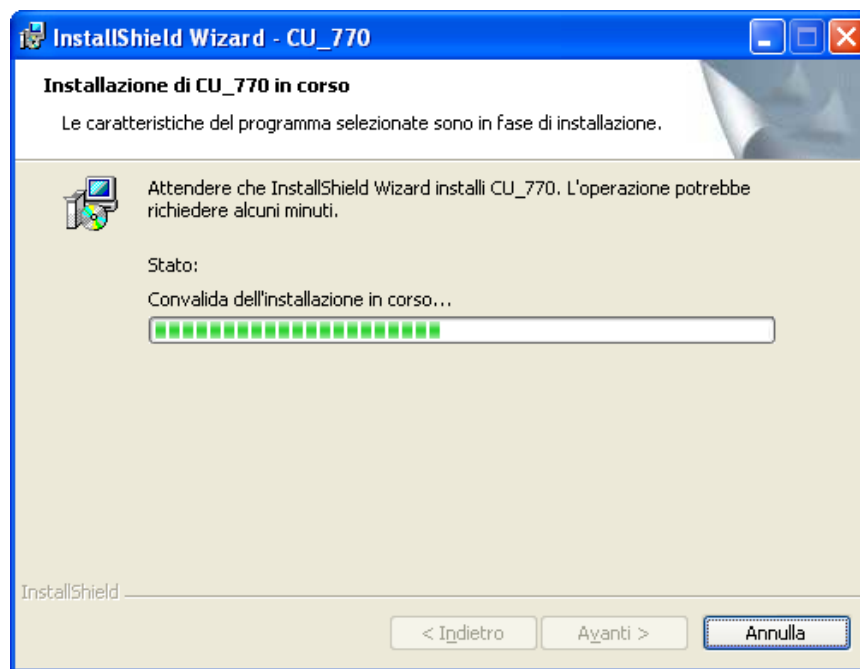 InstallShield Wizard - CU_770
Installazione di CU_770 in corso
Le caratteristiche del programma selezionate sono in fase di installazione.
Attendere che InstallShield Wizard installi CU_770. L'operazione potrebbe
richiedere alcuni minuti.
Stato:
Convalida dell'installazione in corso...
InstallShield
< Indietro
Avanti >
Annulla